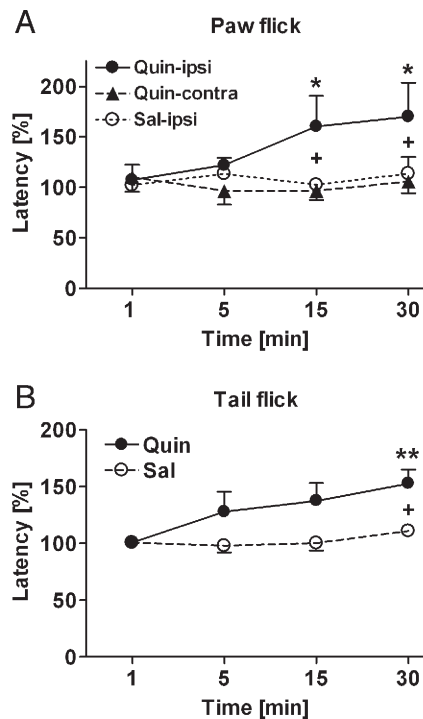 A
Paw flick
Quin-ipsi
Quin-contra
Sal-ipsi
Latency [%]
200
150
100
50
0
* *
+ +
1 5 15 30
Time [min]
B
Tail flick
Quin
Sal
Latency [%]
200
150
100
50
0
**
+
1 5 15 30
Time [min]